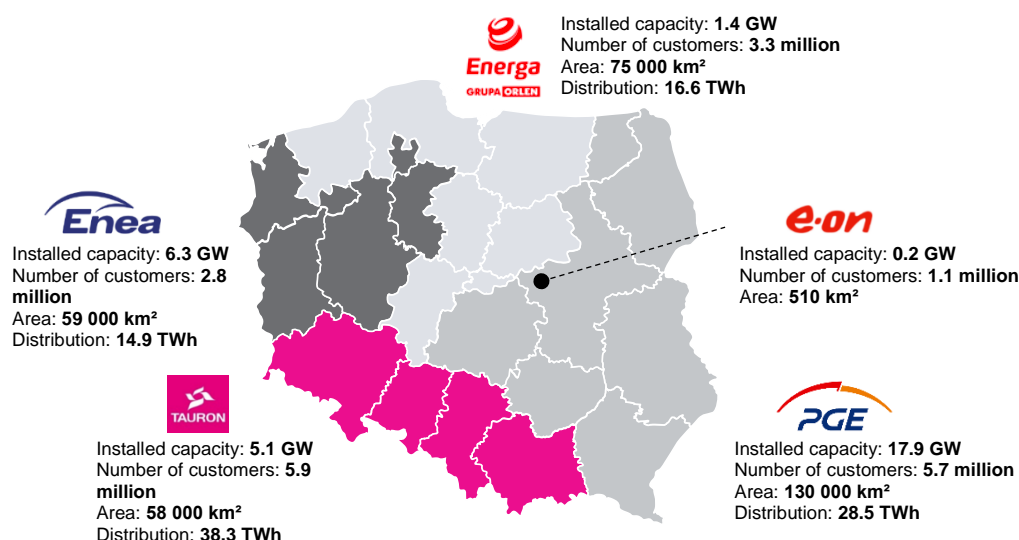 Energa
GRUPA ORLEN
Installed capacity: 1.4 GW
Number of customers: 3.3 million
Area: 75 000 km²
Distribution: 16.6 TWh
Enea
Installed capacity: 6.3 GW
Number of customers: 2.8
million
Area: 59 000 km²
Distribution: 14.9 TWh
e·on
Installed capacity: 0.2 GW
Number of customers: 1.1 million
Area: 510 km²
TAURON
Installed capacity: 5.1 GW
Number of customers: 5.9
million
Area: 58 000 km²
Distribution: 38.3 TWh
PGE
Installed capacity: 17.9 GW
Number of customers: 5.7 million
Area: 130 000 km²
Distribution: 28.5 TWh